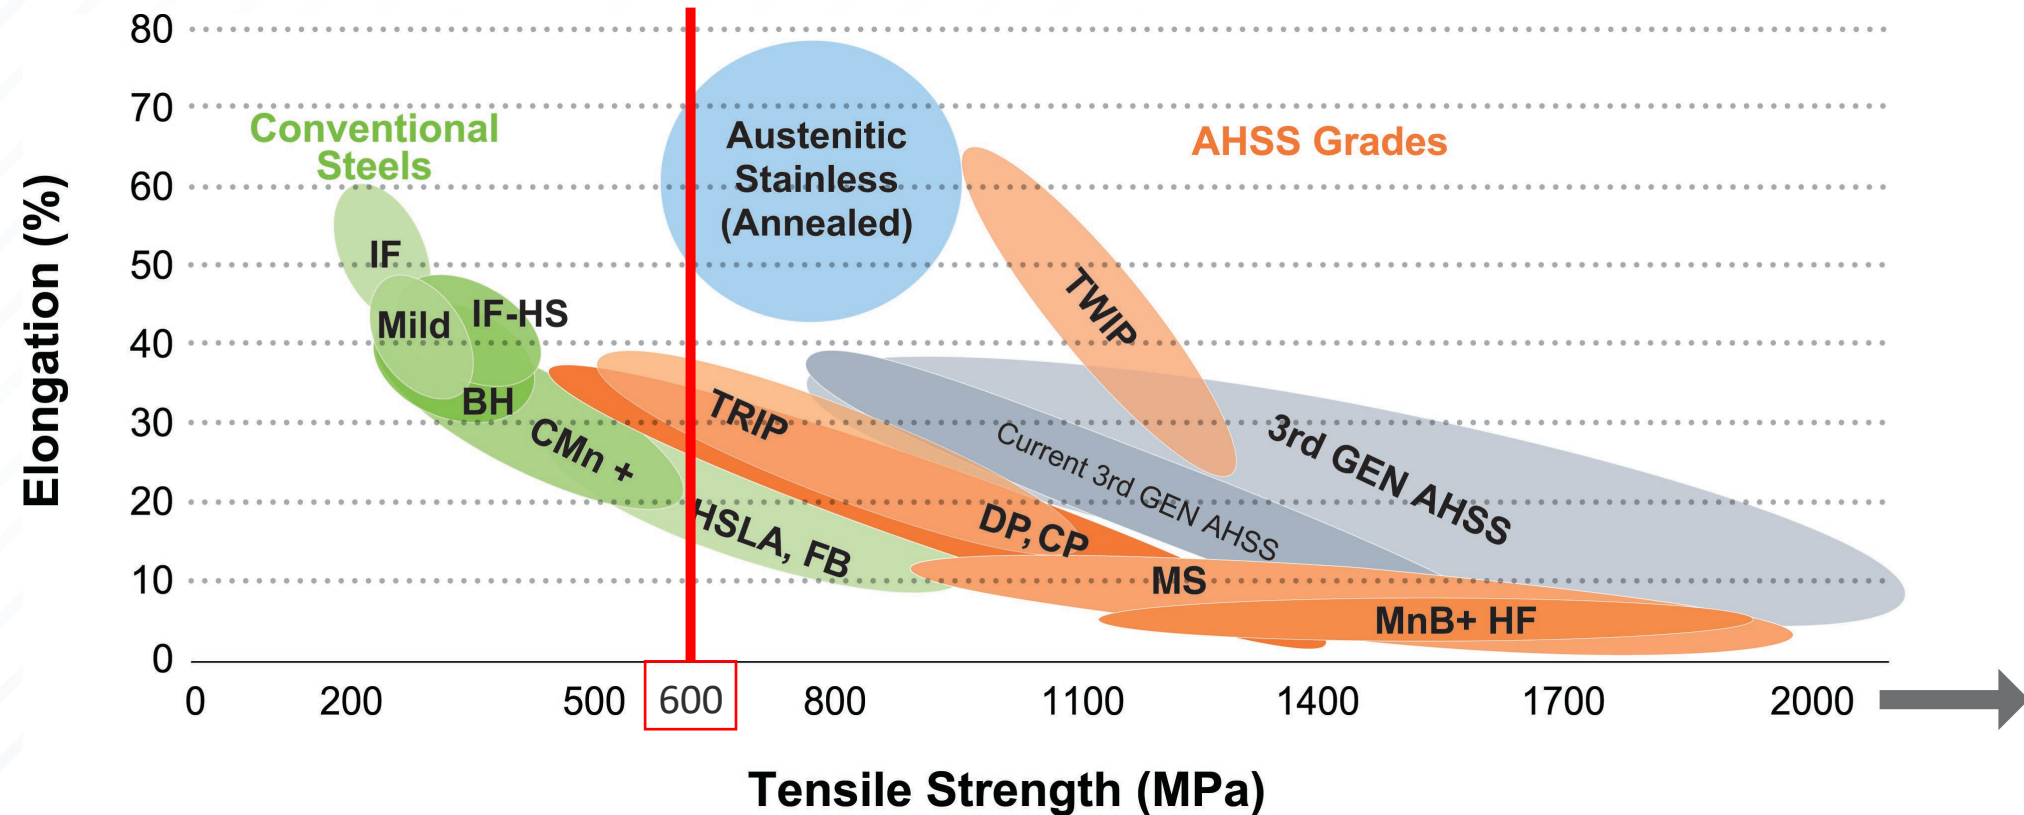 80
70
60
50
40
30
20
10
0
Elongation (%)
Conventional
Steels
AHSS Grades
Austenitic
Stainless
(Annealed)
IF
Mild
IF-HS
BH
CMn +
HSLA, FB
TRIP
DP, CP
TWIP
Current 3rd GEN AHSS
3rd GEN AHSS
MS
MnB+ HF
0 200 500 600 800 1100 1400 1700 2000
Tensile Strength (MPa)